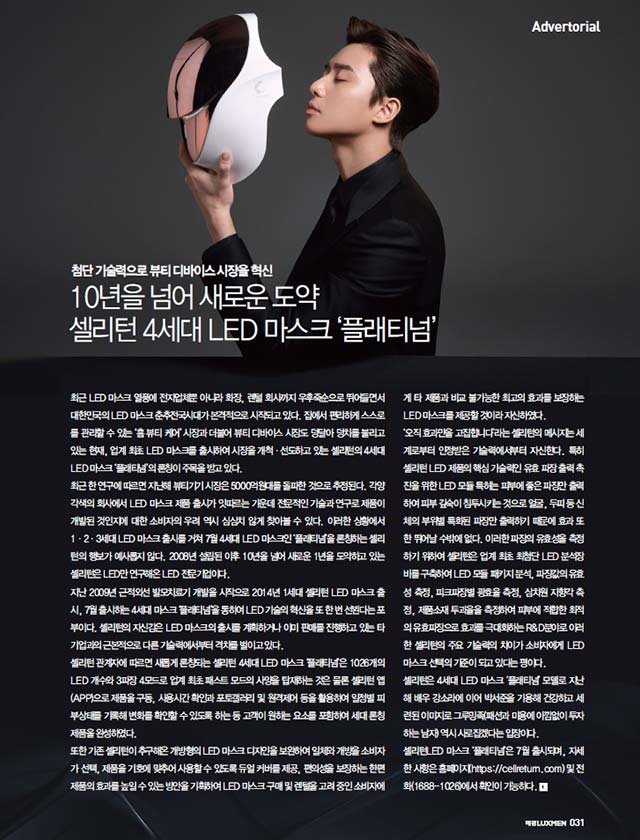 Advertorial
첨단 기술력으로 뷰티 디바이스 시장을 혁신
10년을 넘어 새로운 도약
셀리턴 4세대 LED 마스크 ‘플래티넘’
최근 LED 마스크 열풍에 전자업체뿐 아니라 화장, 렌털 회사까지 우후죽순으로 뛰어들면서
대한민국의 LED 마스크 춘추전국시대가 본격적으로 시작되고 있다. 집에서 편리하게 스스로
를 관리할 수 있는 ‘홈 뷰티 케어’ 시장과 더불어 뷰티 디바이스 시장도 덩달아 덩치를 불리고
있는 현재, 업계 최초 LED 마스크를 출시하여 시장을 개척·선도하고 있는 셀리턴의 4세대
LED 마스크 ‘플래티넘’의 론칭이 주목을 받고 있다.
최근 한 연구에 따르면 지난해 뷰티기기 시장은 5000억원대를 돌파한 것으로 추정된다. 각양
각색의 회사에서 LED 마스크 제품 출시가 잇따르는 가운데 전문적인 기술과 연구로 제품이
개발된 것인지에 대한 소비자의 우려 역시 심심치 않게 찾아볼 수 있다. 이러한 실황에서
1·2·3세대 LED 마스크 출시를 거쳐 7월 4세대 LED 마스크인 ‘플래티넘’을 론칭하는 셀리
턴의 행보가 예사롭지 않다. 2008년 설립된 이후 10년을 넘어 새로운 1년을 도약하고 있는
셀리턴은 LED만 연구해온 LED 전문기업이다.
지난 2009년 근적외선 발모치료기 개발을 시작으로 2014년 1세대 셀리턴 LED 마스크 출
시, 7월 출시하는 4세대 마스크 ‘플래티넘’을 통하여 LED 기술의 혁신을 또 한 번 선뵌다는 포
부이다. 셀리턴의 자신감은 LED 마스크의 출시를 계획하거나 이미 판매를 진행하고 있는 타
기업과의 근본적으로 다른 기술력에서부터 격차를 벌이고 있다.
셀리턴 관계자에 따르면 새롭게 론칭되는 셀리턴 4세대 LED 마스크 ‘플래티넘’은 1026개의
LED 개수와 3파장 4모드로 업계 최초 패스트 모드의 사양을 탑재하는 것은 물론 셀리턴 앱
(APP)으로 제품을 구동, 사용시간 확인과 포토갤러리 및 원격제어 등을 활용하여 일정별 피
부상태를 기록해 변화를 확인할 수 있도록 하는 등 고객이 원하는 요소를 포함하여 세대 론칭
제품을 완성하였다.
또한 기존 셀리턴이 추구해온 개방형의 LED 마스크 디자인을 보완하여 일체와 개방을 소비자
가 선택, 제품을 기호에 맞추어 사용할 수 있도록 듀얼 커버를 제공, 편의성을 보장하는 한편
제품의 효과를 높일 수 있는 방안을 기획하여 LED 마스크 구매 및 렌털을 고려 중인 소비자에
게 타 제품과 비교 불가능한 최고의 효과를 보장하는
LED 마스크를 제공할 것이라 자신하였다.
‘오직 효과만을 고집합니다’라는 셀리턴의 메시지는 세
계로부터 인정받은 기술력에서부터 자신한다. 특히
셀리턴 LED 제품의 핵심 기술력인 유효 파장 출력 촉
진을 위한 LED 모듈 특허는 피부에 좋은 파장만 출력
하여 피부 깊숙이 침투시키는 것으로 얼굴, 두피 등 신
체의 부위별 특화된 파장만 출력하기 때문에 효과 또
한 뛰어날 수밖에 없다. 이러한 파장의 유효성을 측정
하기 위하여 셀리턴은 업계 최초 최첨단 LED 분석장
비를 구축하여 LED 모듈 패키지 분석, 파장값의 유효
성 측정, 피크파장별 광효율 측정, 삼차원 지향각 측
정, 제품소재 투과율을 측정하여 피부에 적합한 최적
의 유효파장으로 효과를 극대화하는 R&D분야로 이러
한 셀리턴의 주요 기술력의 차이가 소비자에게 LED
마스크 선택의 기준이 되고 있다는 평이다.
셀리턴은 4세대 LED 마스크 ‘플래티넘’ 모델로 지난
해 배우 강소라에 이어 박서준을 기용해 건강하고 세
련된 이미지로 그루밍족(패션과 미용에 아낌없이 투자
하는 남자) 역시 사로잡겠다는 입장이다.
셀리턴LED 마스크 ‘플래티넘’은 7월 출시되며, 자세
한 사항은 홈페이지(https://cellreturn.com) 및 전
화(1688-1026)에서 확인이 가능하다.
매경LUXMEN 031